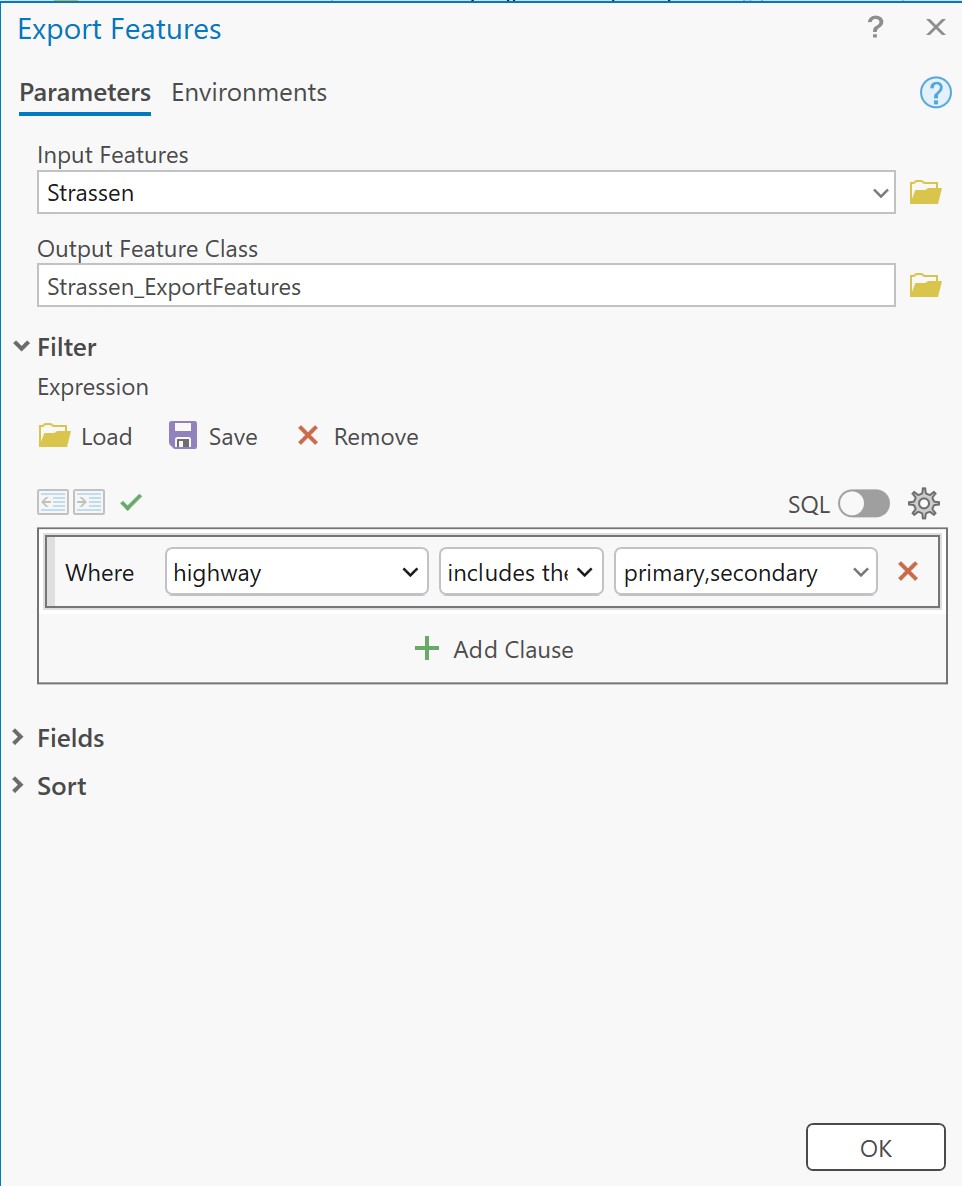 Export Features
Parameters Environments
Input Features
Strassen
Output Feature Class
Strassen_ExportFeatures
Filter
Expression
Load Save Remove
SQL
Where highway includes the primary,secondary
Add Clause
Fields
Sort
OK